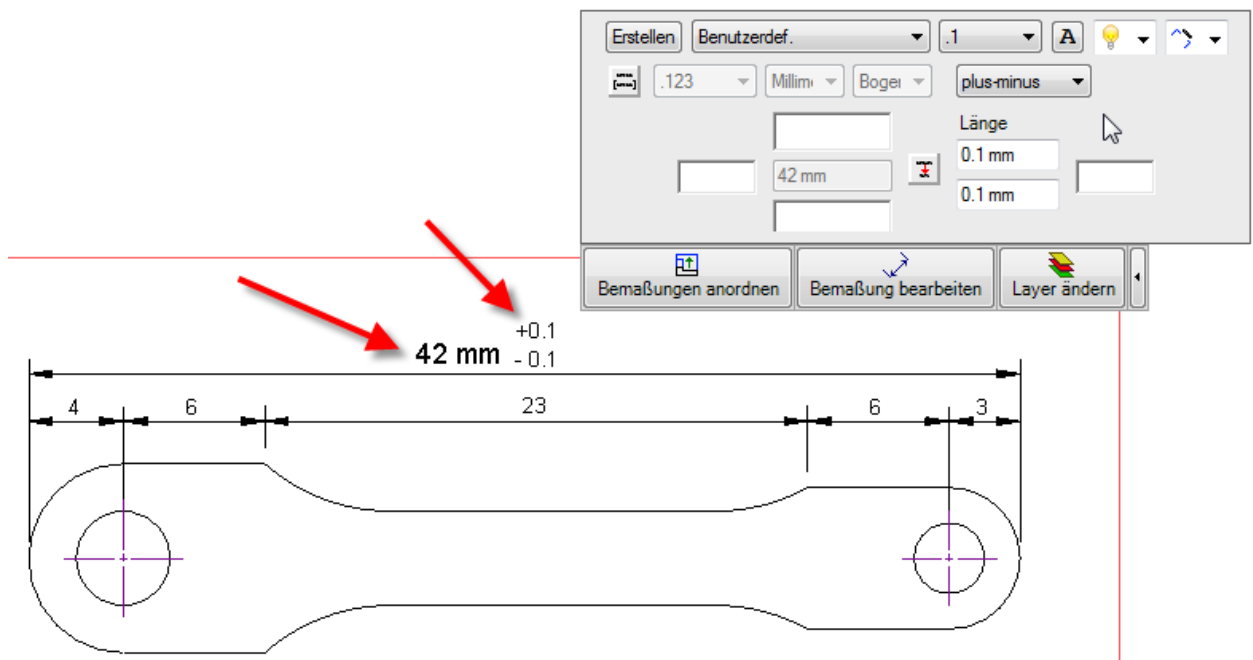 Erstellen Benutzerdef. .1 A
.123 Millim Boger plus-minus
Länge
0.1 mm
42 mm
0.1 mm
Bemaßungen anordnen Bemaßung bearbeiten Layer ändern
+0.1
42 mm - 0.1
4 6 23 6 3